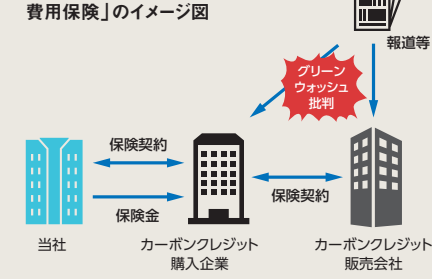 費用保険」のイメージ図
報道等
グリーン
ウォッシュ
批判
保険契約
保険金
保険契約
当社
カーボンクレジット
購入企業
カーボンクレジット
販売会社